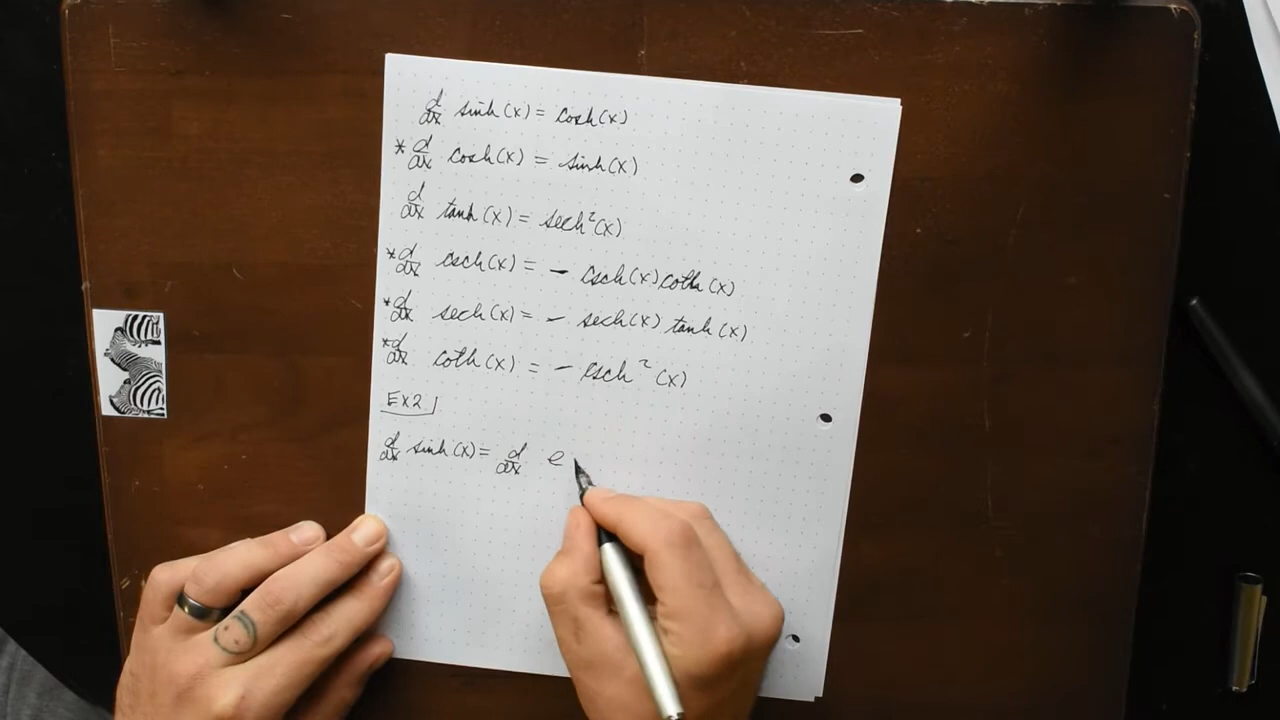 d/dx sinh(x) = cosh(x)
* d/dx cosh(x) = sinh(x)
d/dx tanh(x) = sech²(x)
* d/dx csch(x) = - csch(x) coth(x)
* d/dx sech(x) = - sech(x) tanh(x)
* d/dx coth(x) = - csch²(x)
EX2
d/dx sinh(x) = d/dx e